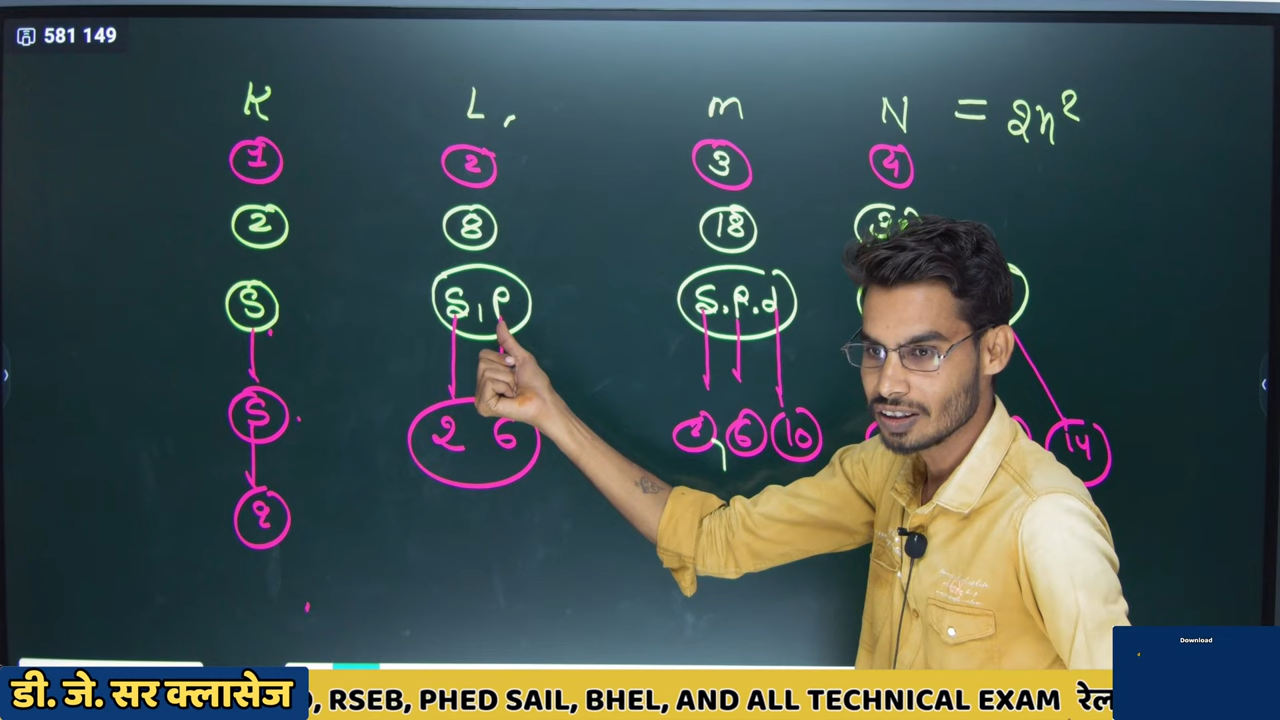 581 149
K L, m N = 2n²
1 2 3 4
2 8 18
S S,P S.P.d
S 2 6 6 10 14
2
Download
डी. जे. सर क्लासेज , RSEB, PHED SAIL, BHEL, AND ALL TECHNICAL EXAM रेल